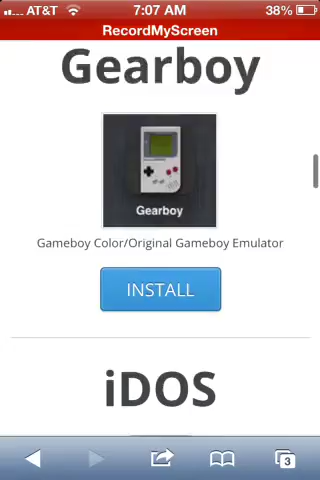 AT&T 7:07 AM 38%
RecordMyScreen
Gearboy
Gearboy
Gameboy Color/Original Gameboy Emulator
INSTALL
iDOS
3